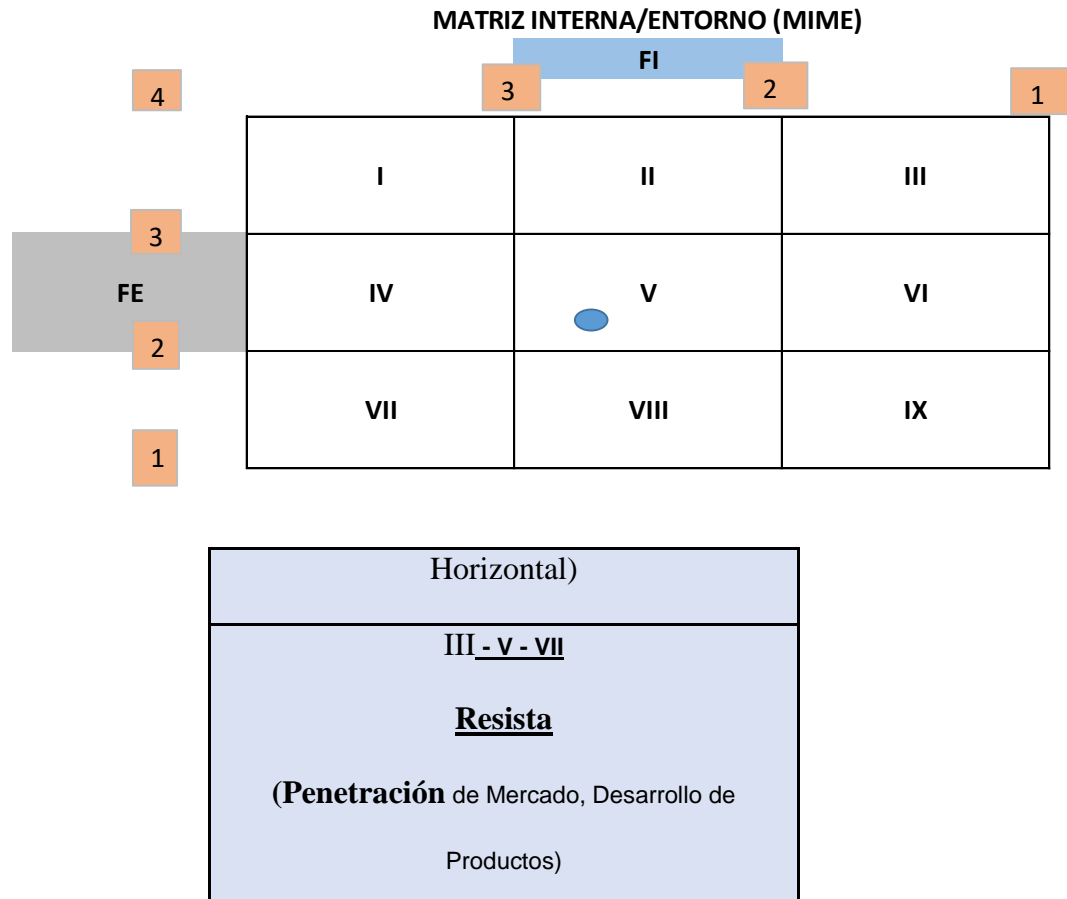 MATRIZ INTERNA/ENTORNO (MIME)
FI
4
3
2
1
I
II
III
3
FE
IV
V
VI
2
VII
VIII
IX
1
Horizontal)
III - V - VII
Resista
(Penetración de Mercado, Desarrollo de
Productos)